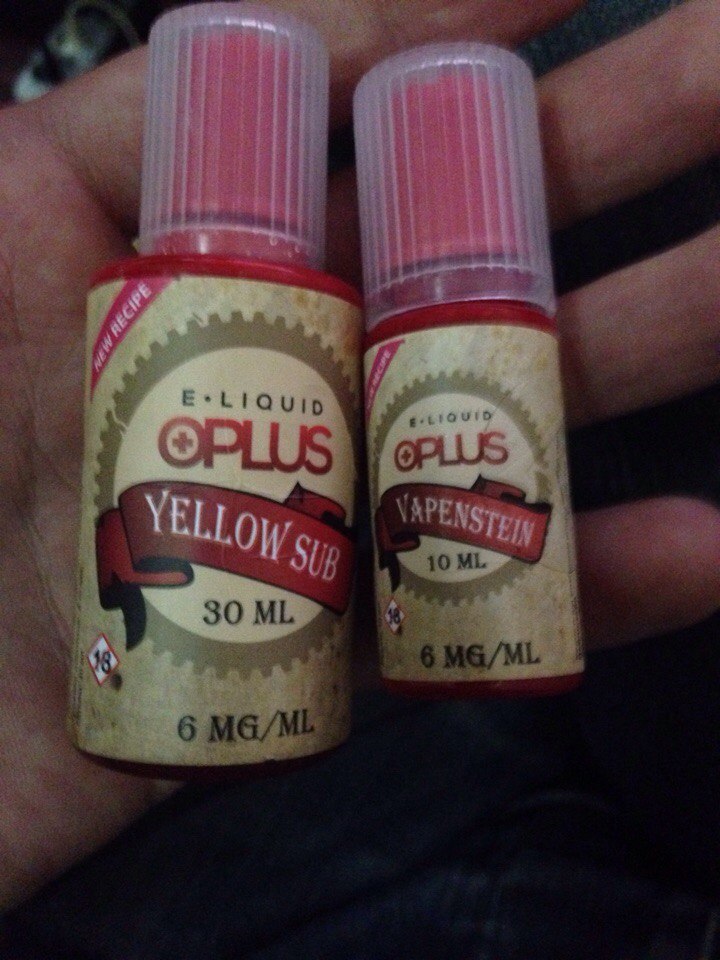 NEW RECIPE
E·LIQUID
OPLUS
YELLOW SUB
30 ML
18
6 MG/ML
RECIPE
E·LIQUID
OPLUS
VAPENSTEIN
10 ML
18
6 MG/ML